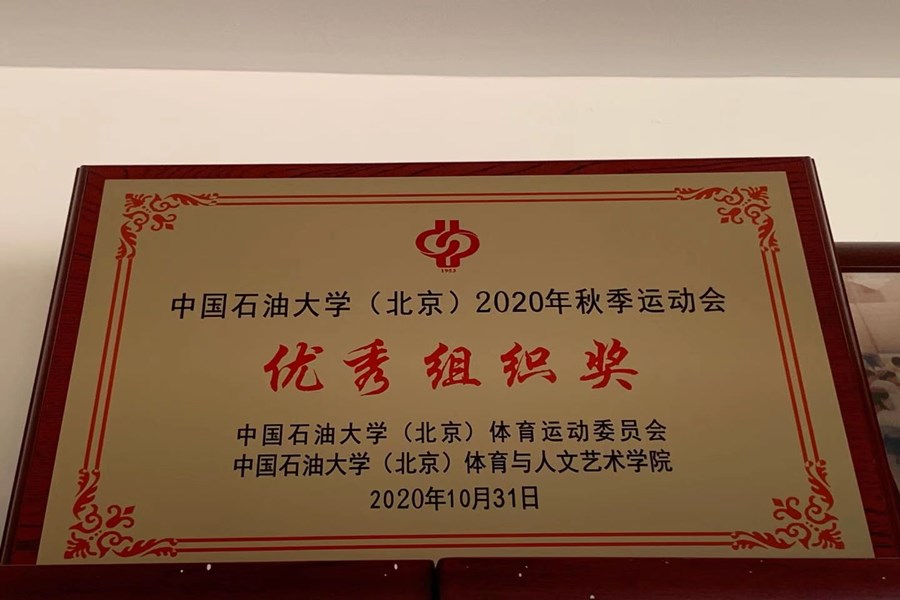 1953
中国石油大学（北京）2020年秋季运动会
优秀组织奖
中国石油大学（北京）体育运动委员会
中国石油大学（北京）体育与人文艺术学院
2020年10月31日